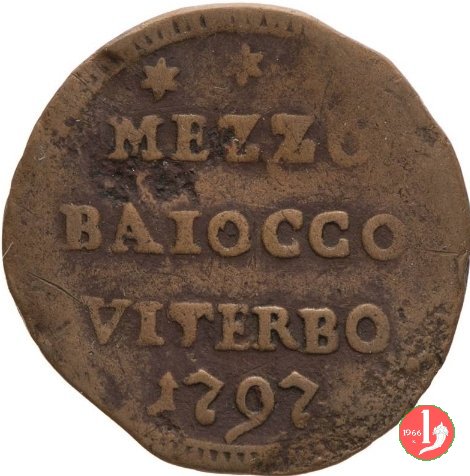 * *
MEZZO
BAIOCCO
VITERBO
1797
1966